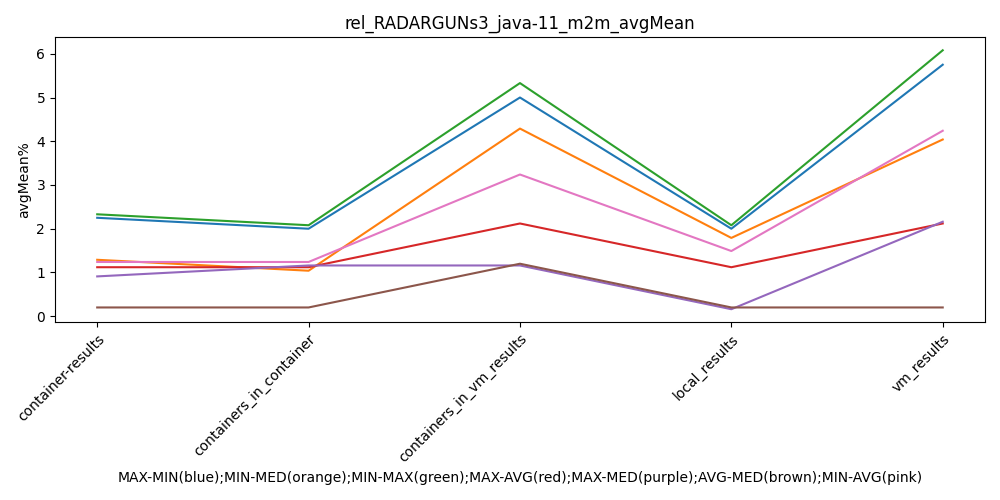 rel_RADARGUNs3_java-11_m2m_avgMean
avgMean%
6
5
4
3
2
1
0
container-results
containers_in_container
containers_in_vm_results
local_results
vm_results
MAX-MIN(blue);MIN-MED(orange);MIN-MAX(green);MAX-AVG(red);MAX-MED(purple);AVG-MED(brown);MIN-AVG(pink)